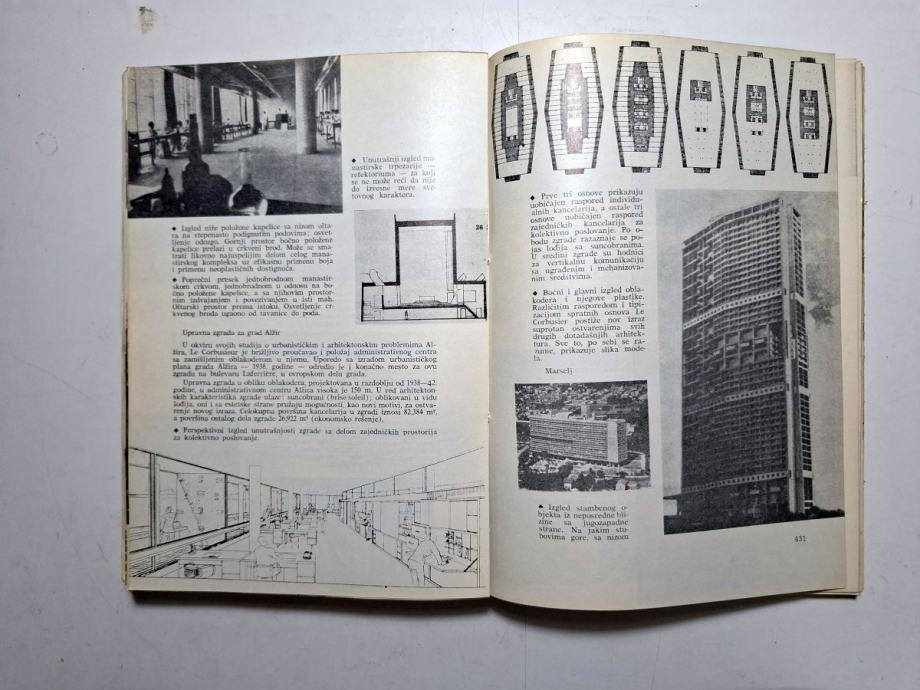 ◆ Unutrašnji izgled ma-
nastirske trpezarije —
refektoriuma — za koji
se ne može reći da nije
do izvesne mere sve-
tovnog karaktera.
◆ Izgled niže položene kapelice sa nizom olta-
ra na stepenasto podignutim podovima; osvet-
ljenje odozgo. Gornji prostor bočno položene
kapelice prelazi u crkveni brod. Može se sma-
trati likovno najuspelijim delom celog mana-
stirskog kompleksa uz efikasnu primenu boja
i primenu neoplastičnih dostignuća.
◆ Poprečni presek jednobrodnom manastir-
skom crkvom, jednobrodnom u odnosu na bo-
čno položene kapelice, a sa njihovim prostor-
nim izdvajanjem i povezivanjem u isti mah.
Oltarski prostor prema istoku. Osvetljenje cr-
kvenog broda ugaono od tavanice do poda.
26
Upravna zgrada za grad Alžir
U okviru svojih studija o urbanističkim i arhitektonskim problemima Al-
žira, Le Corbusieur je brižljivo proučavao i položaj administrativnog centra
sa zamišljenim oblakoderom u njemu. Uporedo sa izradom urbanističkog
plana grada Alžira — 1938. godine — odredio je i konačno mesto za ovu
zgradu na bulevaru Laferrière, u evropskom delu grada.
Upravna zgrada u obliku oblakodera, projektovana u razdoblju od 1938—42.
godine, u administrativnom centru Alžira visoka je 150 m. U red arhitekton-
skih karakteristika zgrade ulaze: suncobrani (brise-soleil); oblikovani u vidu
lođija, oni i sa estetske strane pružaju mogućnosti, kao novi motivi, za ostva-
renje novog izraza. Celokupna površina kancelarija u zgradi iznosi 82,384 m²,
a površina ostalog dela zgrade 26,922 m² (ekonomsko rešenje).
◆ Perspektivni izgled unutrašnjosti zgrade sa delom zajedničkih prostorija
za kolektivno poslovanje.
◆ Prve tri osnove prikazuju
uobičajen raspored individu-
alnih kancelarija, a ostale tri
osnove uobičajen raspored
zajedničkih kancelarija za
kolektivno poslovanje. Po o-
bodu zgrade razaznaje se po-
jas lođija sa suncobranima.
U sredini zgrade su hodnici
za vertikalnu komunikaciju
sa ugrađenim i mehanizova-
nim sredstvima.
◆ Bočni i glavni izgled obla-
kodera i njegove plastike.
Različitim rasporedom i tipi-
zacijom spratnih osnova Le
Corbusier postiže nov izraz
suprotan ostvarenjima svih
drugih dotadašnjih arhitek-
tura. Sve to, po sebi se ra-
zume, prikazuje slika mode-
la.
Marselj
◆ Izgled stambenog o-
bjekta iz neposredne bli-
zine sa jugozapadne
strane. Na jakim stu-
bovima gore, sa nizom
431